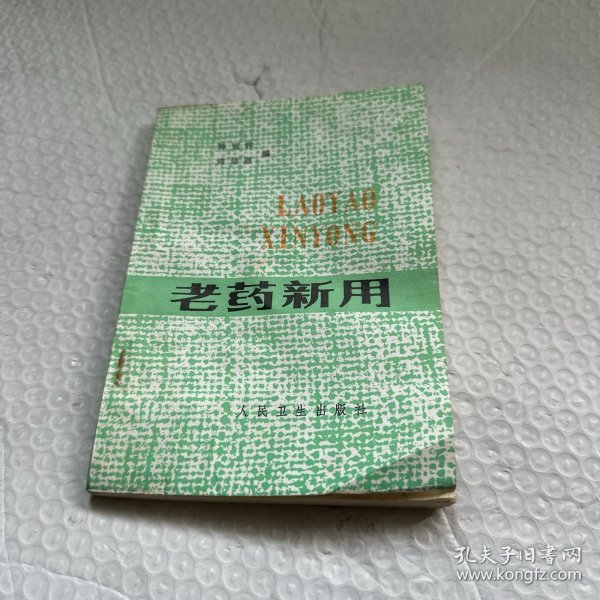 编
LAOYAO
XINYONG
老药新用
人民卫生出版社
孔夫子旧书网
www.kongfz.com